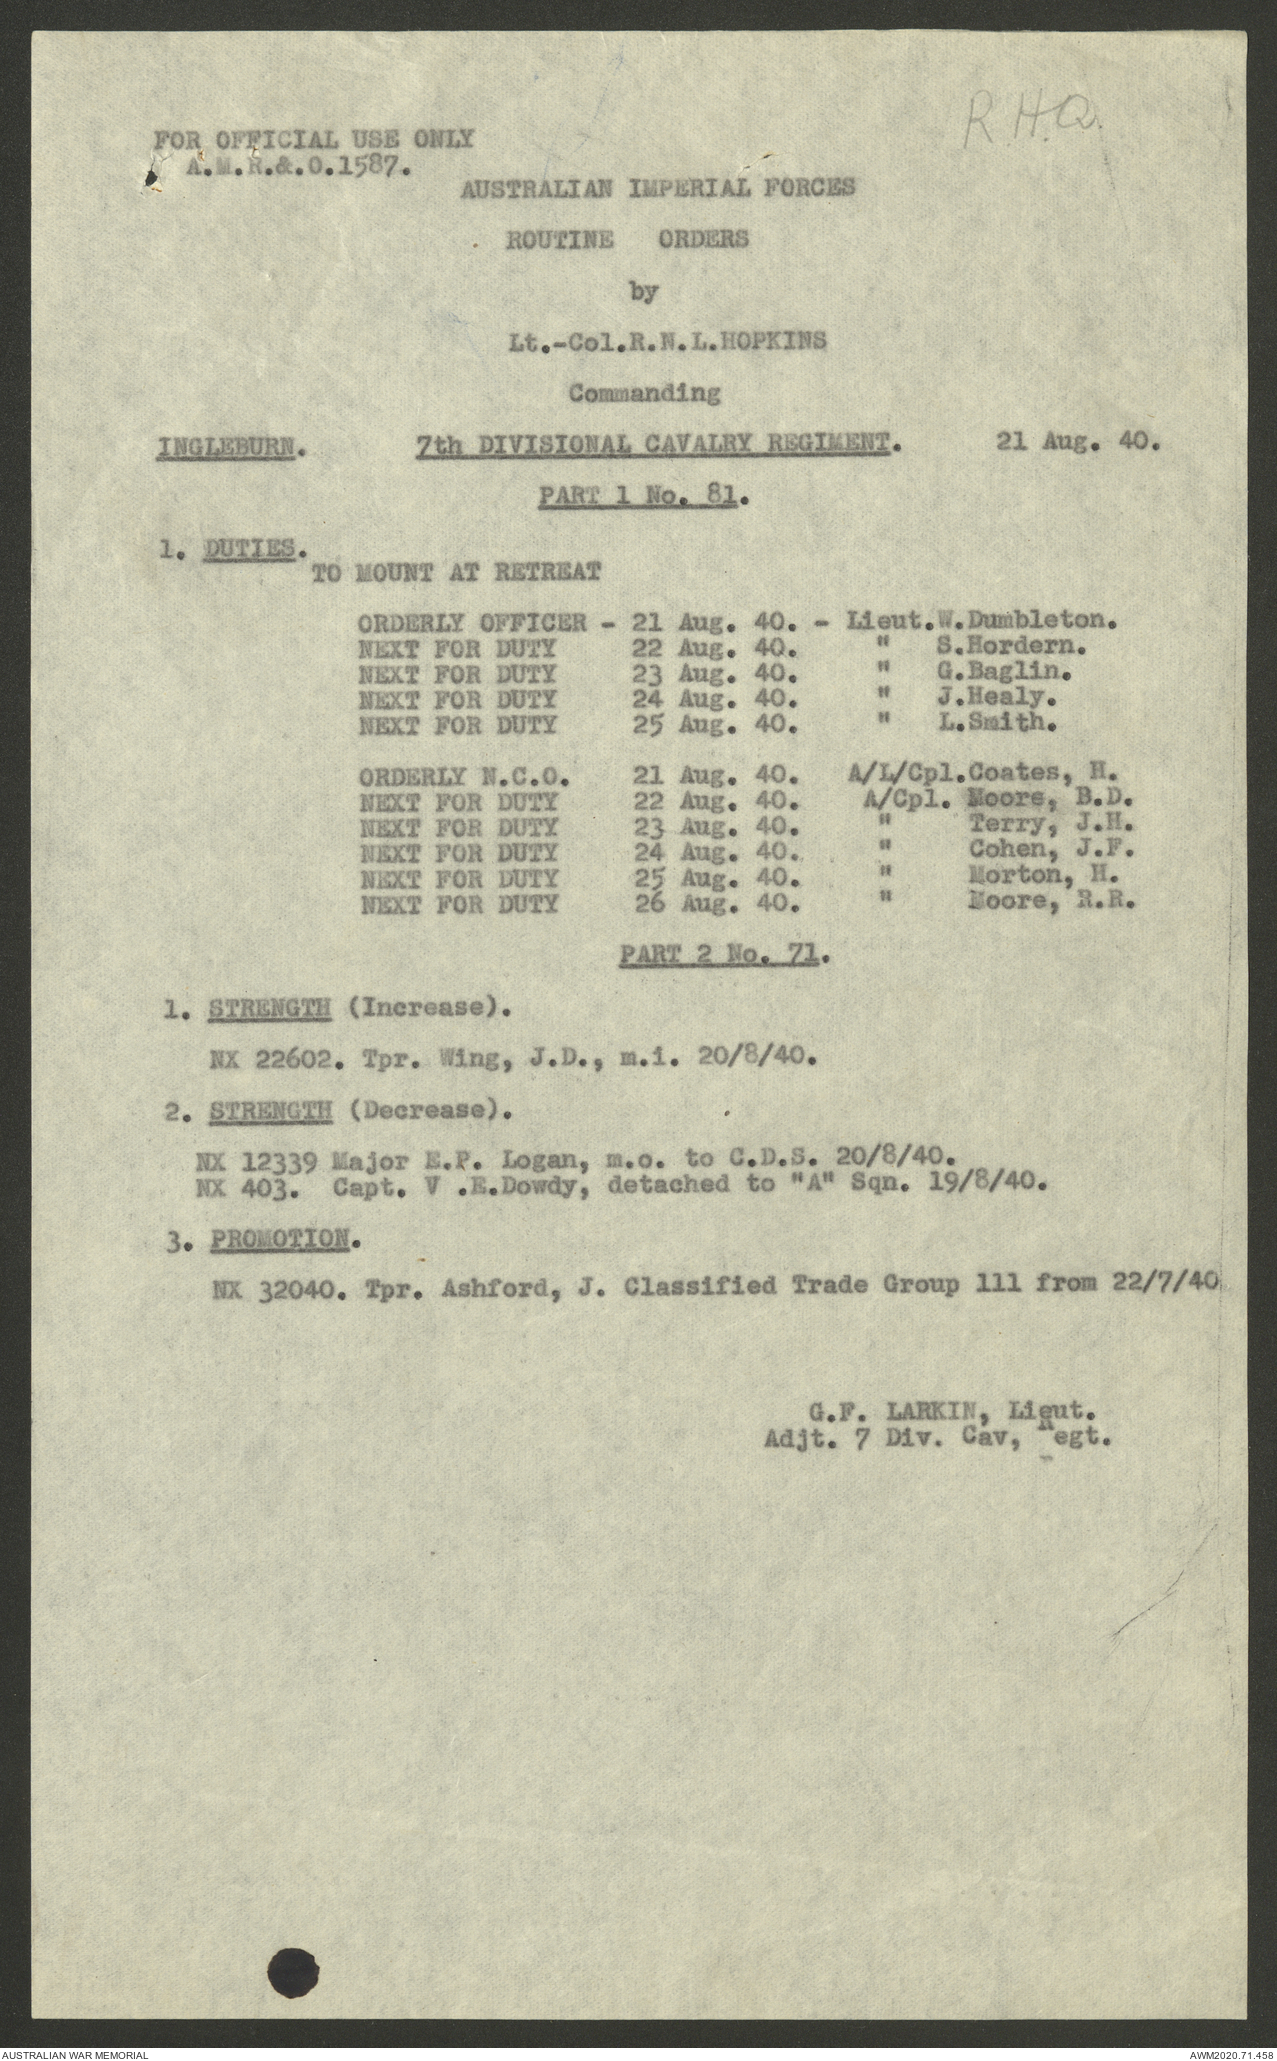 R.H.Q.
FOR OFFICIAL USE ONLY
A.M.R.&.O.1587.
AUSTRALIAN IMPERIAL FORCES
ROUTINE ORDERS
by
Lt.-Col.R.N.L.HOPKINS
Commanding
INGLEBURN. 7th DIVISIONAL CAVALRY REGIMENT. 21 Aug. 40.
PART 1 No. 81.
1. DUTIES.
TO MOUNT AT RETREAT
ORDERLY OFFICER - 21 Aug. 40. - Lieut.W.Dumbleton.
NEXT FOR DUTY 22 Aug. 40. " S.Hordern.
NEXT FOR DUTY 23 Aug. 40. " G.Baglin.
NEXT FOR DUTY 24 Aug. 40. " J.Healy.
NEXT FOR DUTY 25 Aug. 40. " L.Smith.
ORDERLY N.C.O. 21 Aug. 40. A/L/Cpl.Coates, H.
NEXT FOR DUTY 22 Aug. 40. A/Cpl. Moore, B.D.
NEXT FOR DUTY 23 Aug. 40. " Terry, J.H.
NEXT FOR DUTY 24 Aug. 40. " Cohen, J.F.
NEXT FOR DUTY 25 Aug. 40. " Morton, H.
NEXT FOR DUTY 26 Aug. 40. " Moore, R.R.
PART 2 No. 71.
1. STRENGTH (Increase).
NX 22602. Tpr. Wing, J.D., m.i. 20/8/40.
2. STRENGTH (Decrease).
NX 12339 Major E.P. Logan, m.o. to C.D.S. 20/8/40.
NX 403. Capt. V .E.Dowdy, detached to "A" Sqn. 19/8/40.
3. PROMOTION.
NX 32040. Tpr. Ashford, J. Classified Trade Group 111 from 22/7/40
G.F. LARKIN, Lieut.
Adjt. 7 Div. Cav, Regt.
AUSTRALIAN WAR MEMORIAL AWM2020.71.458